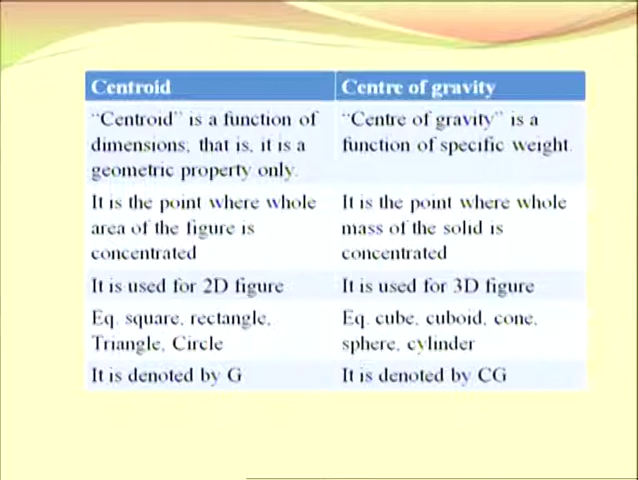 Centroid
Centre of gravity
“Centroid” is a function of
dimensions, that is, it is a
geometric property only.
“Centre of gravity” is a
function of specific weight.
It is the point where whole
area of the figure is
concentrated
It is the point where whole
mass of the solid is
concentrated
It is used for 2D figure
It is used for 3D figure
Eq. square, rectangle,
Triangle, Circle
Eq. cube, cuboid, cone,
sphere, cylinder
It is denoted by G
It is denoted by CG